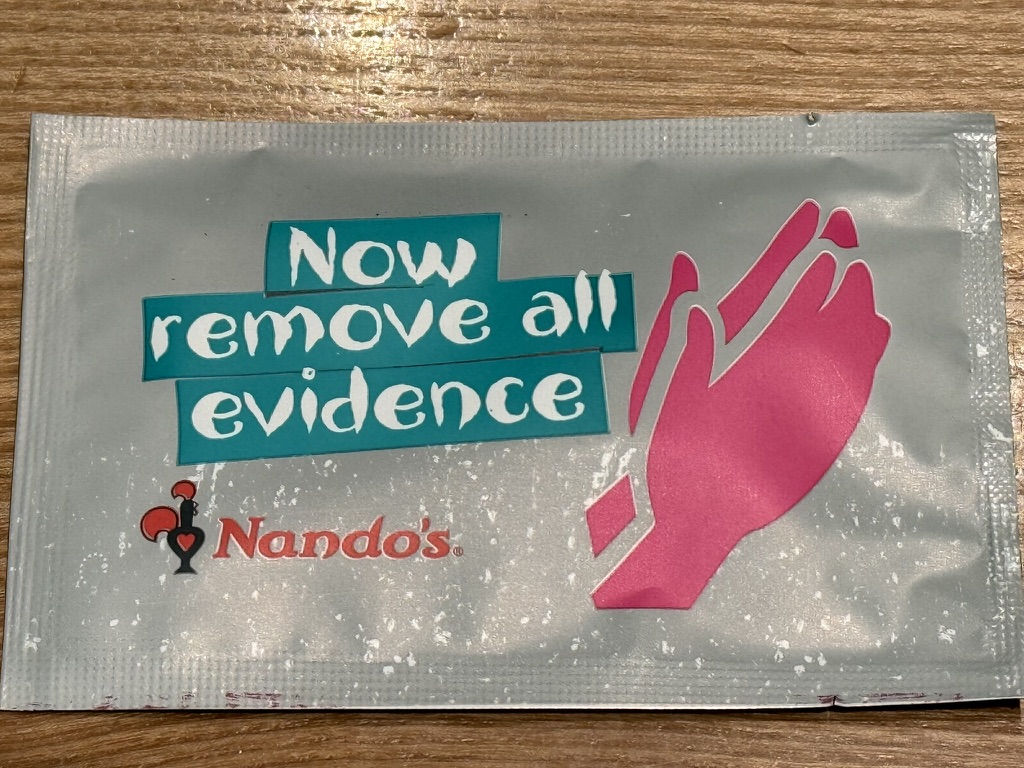 Now
remove all
evidence
Nando's®